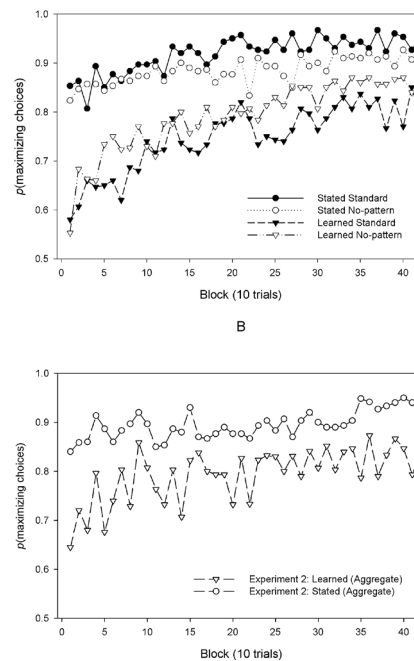 1.0
0.9
0.8
0.7
0.6
0.5
p(maximizing choices)
Stated Standard
Stated No-pattern
Learned Standard
Learned No-pattern
0 5 10 15 20 25 30 35 40
Block (10 trials)
B
1.0
0.9
0.8
0.7
0.6
0.5
p(maximizing choices)
Experiment 2: Learned (Aggregate)
Experiment 2: Stated (Aggregate)
0 5 10 15 20 25 30 35 40
Block (10 trials)